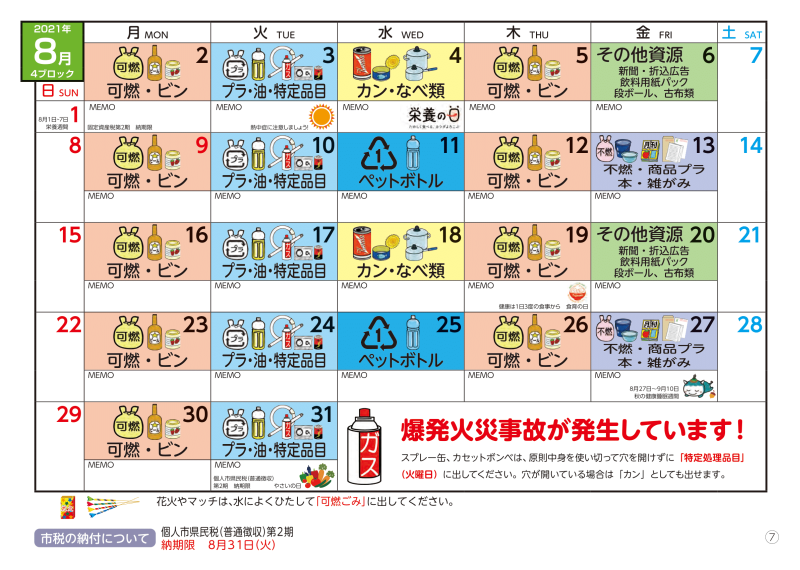 2021年
8月
4ブロック
月 MON
火 TUE
水 WED
木 THU
金 FRI
土 SAT
日 SUN
可燃
2
可燃・ビン
プラ
3
プラ・油・特定品目
4
カン・なべ類
可燃
5
可燃・ビン
その他資源 6
新聞・折込広告
飲料用紙パック
段ボール、古布類
7
8月1日~7日
栄養週間
1
MEMO
固定資産税第2期 納期限
MEMO
熱中症に注意しましょう!
MEMO
栄養の日
MEMO
MEMO
8
可燃
9
可燃・ビン
プラ
10
プラ・油・特定品目
1
11
ペットボトル
可燃
12
可燃・ビン
不燃
月刊
13
不燃・商品プラ
本・雑がみ
14
MEMO
MEMO
MEMO
MEMO
MEMO
15
可燃
16
可燃・ビン
プラ
17
プラ・油・特定品目
18
カン・なべ類
可燃
19
可燃・ビン
その他資源 20
新聞・折込広告
飲料用紙パック
段ボール、古布類
21
MEMO
MEMO
MEMO
MEMO
健康は1日3度の食事から 食育の日
MEMO
22
可燃
23
可燃・ビン
プラ
24
プラ・油・特定品目
1
25
ペットボトル
可燃
26
可燃・ビン
不燃
月刊
27
不燃・商品プラ
本・雑がみ
28
MEMO
MEMO
MEMO
MEMO
MEMO
8月27日~9月10日
秋の健康睡眠週間
29
可燃
30
可燃・ビン
プラ
31
プラ・油・特定品目
MEMO
MEMO
個人市県民税(普通徴収)
第2期 納期限
やさいの日
ガス
爆発火災事故が発生しています!
スプレー缶、カセットボンベは、原則中身を使い切って穴を開けずに「特定処理品目」
(火曜日)に出してください。穴が開いている場合は「カン」としても出せます。
花火やマッチは、水によくひたして「可燃ごみ」に出してください。
市税の納付について
個人市県民税(普通徴収)第2期
納期限 8月31日(火)
⑦